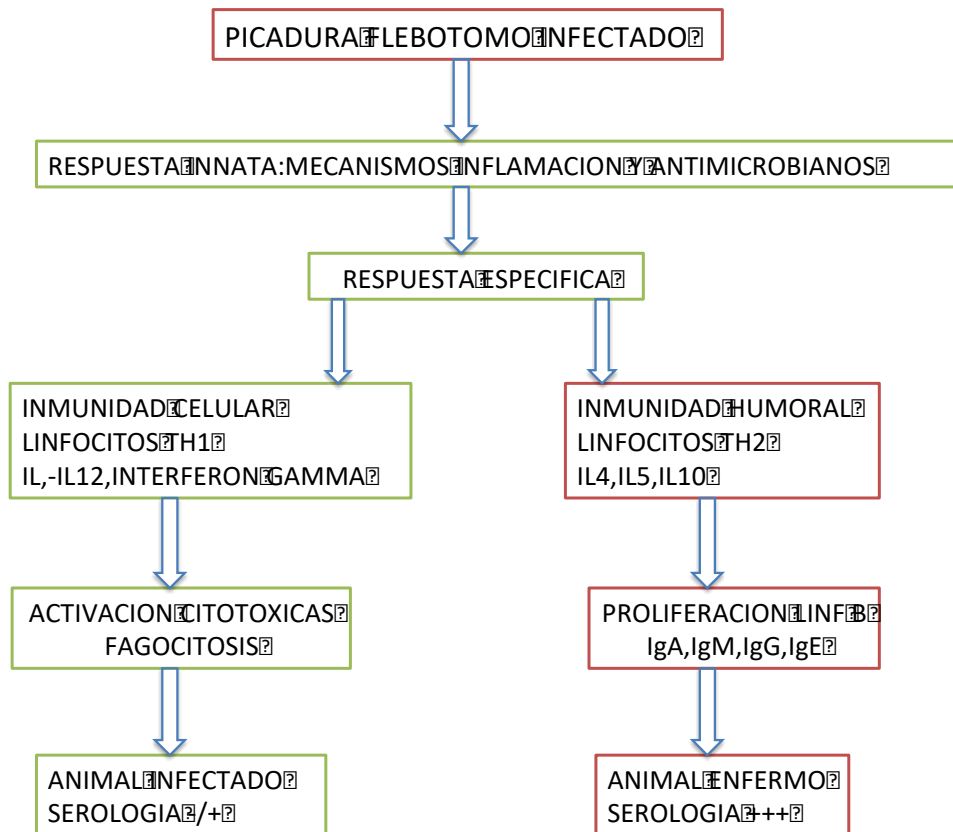 PICADURA FLEBOTOMO INFECTADO
RESPUESTA INNATA:MECANISMOS INFLAMACION Y ANTIMICROBIANOS
RESPUESTA ESPECIFICA
INMUNIDAD CELULAR
LINFOCITOS TH1
IL,-IL12,INTERFERON GAMMA
INMUNIDAD HUMORAL
LINFOCITOS TH2
IL4,IL5,IL10
ACTIVACION CITOTOXICAS
FAGOCITOSIS
PROLIFERACION LINF B
IgA,IgM,IgG,IgE
ANIMAL INFECTADO
SEROLOGIA -/+
ANIMAL ENFERMO
SEROLOGIA +++